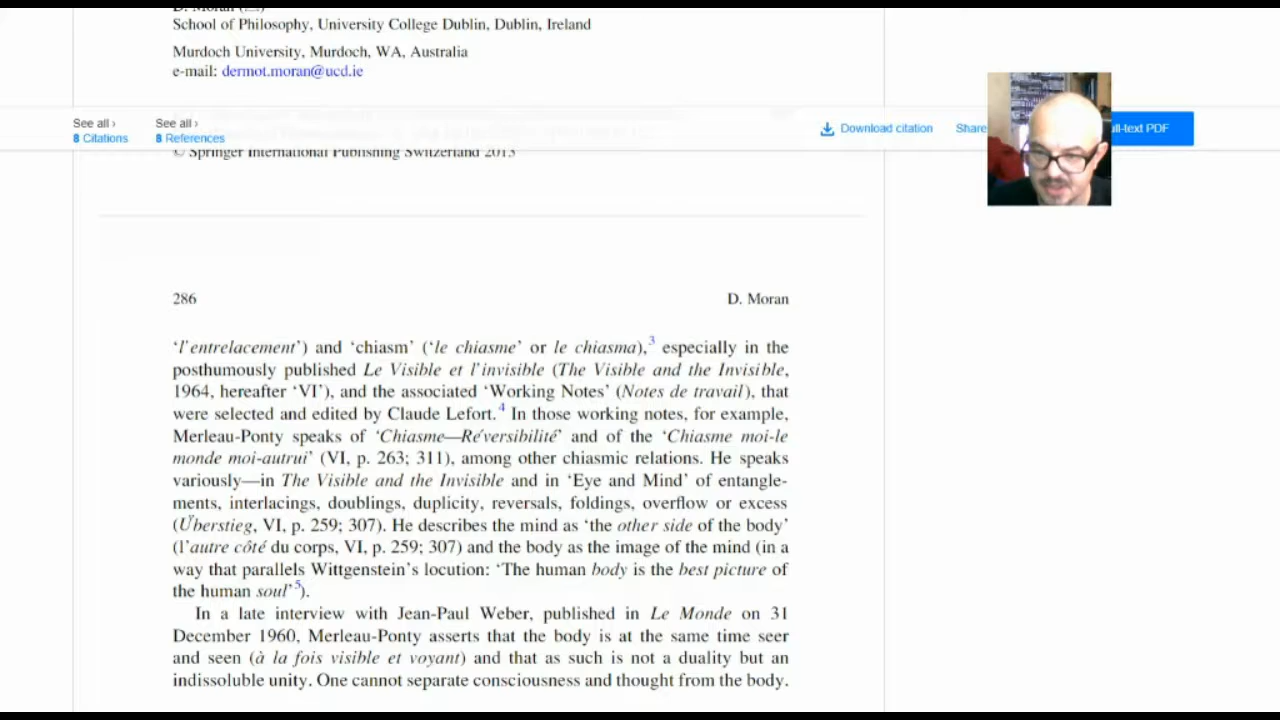 D. Moran
School of Philosophy, University College Dublin, Dublin, Ireland
Murdoch University, Murdoch, WA, Australia
e-mail: dermot.moran@ucd.ie
See all ›
8 Citations
See all ›
8 References
Download citation
Share
ull-text PDF
© Springer International Publishing Switzerland 2013
286
D. Moran
‘l’entrelacement’) and ‘chiasm’ (‘le chiasme’ or le chiasma),3 especially in the
posthumously published Le Visible et l’invisible (The Visible and the Invisible,
1964, hereafter ‘VI’), and the associated ‘Working Notes’ (Notes de travail), that
were selected and edited by Claude Lefort.4 In those working notes, for example,
Merleau-Ponty speaks of ‘Chiasme—Réversibilité’ and of the ‘Chiasme moi-le
monde moi-autrui’ (VI, p. 263; 311), among other chiasmic relations. He speaks
variously—in The Visible and the Invisible and in ‘Eye and Mind’ of entangle-
ments, interlacings, doublings, duplicity, reversals, foldings, overflow or excess
(Überstieg, VI, p. 259; 307). He describes the mind as ‘the other side of the body’
(l’autre côté du corps, VI, p. 259; 307) and the body as the image of the mind (in a
way that parallels Wittgenstein’s locution: ‘The human body is the best picture of
the human soul’5).
In a late interview with Jean-Paul Weber, published in Le Monde on 31
December 1960, Merleau-Ponty asserts that the body is at the same time seer
and seen (à la fois visible et voyant) and that as such is not a duality but an
indissoluble unity. One cannot separate consciousness and thought from the body.